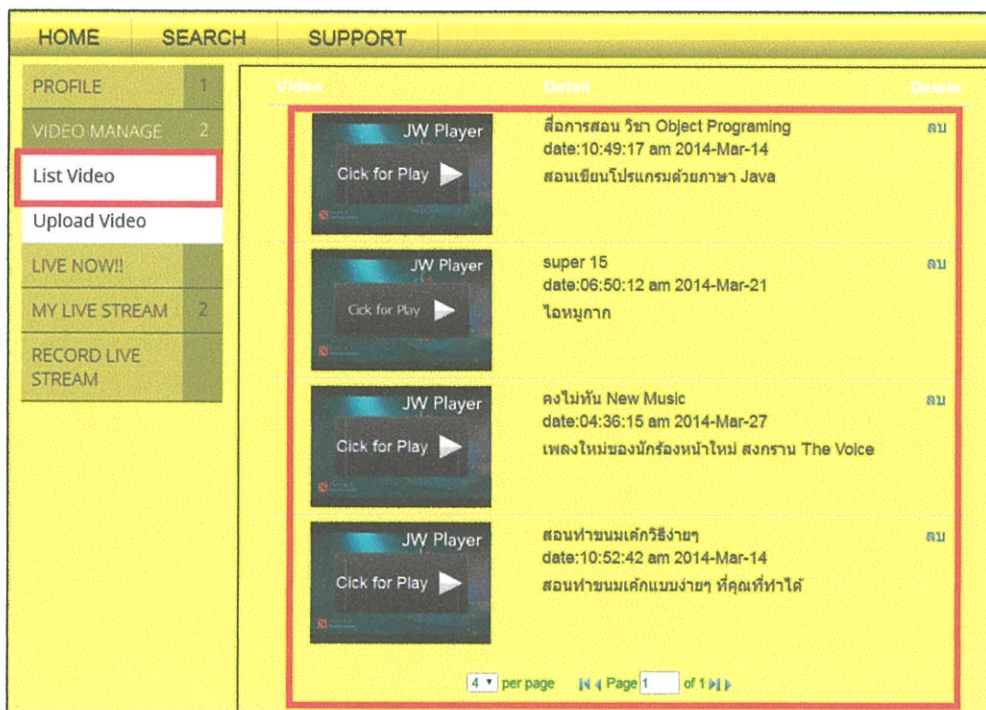 HOME SEARCH SUPPORT
PROFILE 1
VIDEO MANAGE 2
List Video
Upload Video
LIVE NOW!!
MY LIVE STREAM 2
RECORD LIVE
STREAM
Video Detail Delete
JW Player
Cick for Play
สื่อการสอน วิชา Object Programing
date:10:49:17 am 2014-Mar-14
สอนเขียนโปรแกรมด้วยภาษา Java
ลบ
JW Player
Cick for Play
super 15
date:06:50:12 am 2014-Mar-21
ไอหมูกาก
ลบ
JW Player
Cick for Play
คงไม่ทัน New Music
date:04:36:15 am 2014-Mar-27
เพลงใหม่ของนักร้องหน้าใหม่ สงกราน The Voice
ลบ
JW Player
Cick for Play
สอนทำขนมเค้กวิธีง่ายๆ
date:10:52:42 am 2014-Mar-14
สอนทำขนมเค้กแบบง่ายๆ ที่คุณที่ทำได้
ลบ
4 per page Page 1 of 1